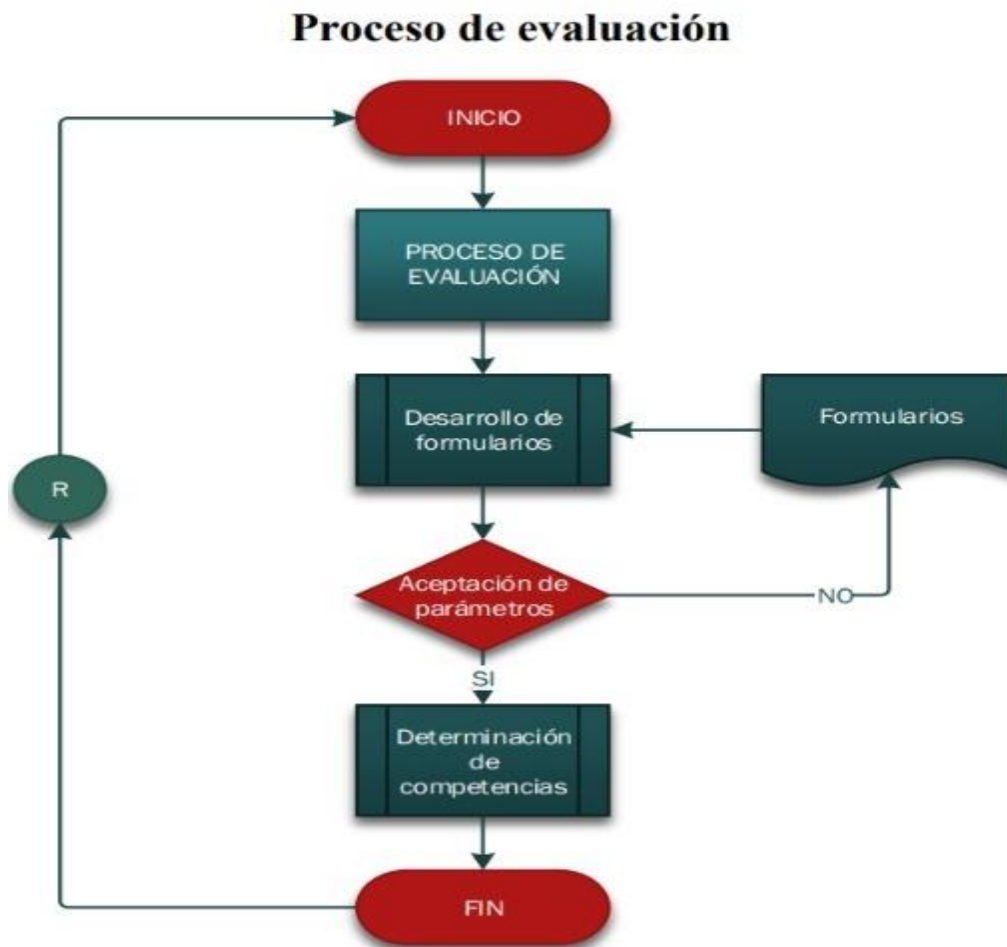 Proceso de evaluación
INICIO
PROCESO DE
EVALUACIÓN
Desarrollo de
formularios
Formularios
R
Aceptación de
parámetros
NO
SI
Determinación
de
competencias
FIN